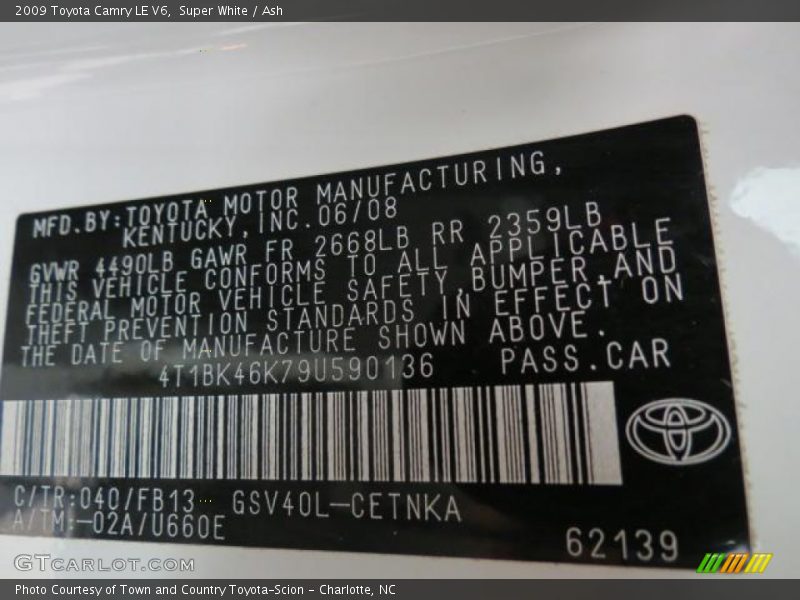 2009 Toyota Camry LE V6,  Super White / Ash
MFD.BY:TOYOTA MOTOR MANUFACTURING,
KENTUCKY,INC.06/08
GVWR 4490LB GAWR FR 2668LB RR 2359LB
THIS VEHICLE CONFORMS TO ALL APPLICABLE
FEDERAL MOTOR VEHICLE SAFETY,BUMPER,AND
THEFT PREVENTION STANDARDS IN EFFECT ON
THE DATE OF MANUFACTURE SHOWN ABOVE.
4T1BK46K79U590136 PASS.CAR
C/TR:040/FB13 GSV40L-CETNKA
A/TM:-02A/U660E
62139
GTCARLOT.COM
Photo Courtesy of Town and Country Toyota-Scion - Charlotte, NC